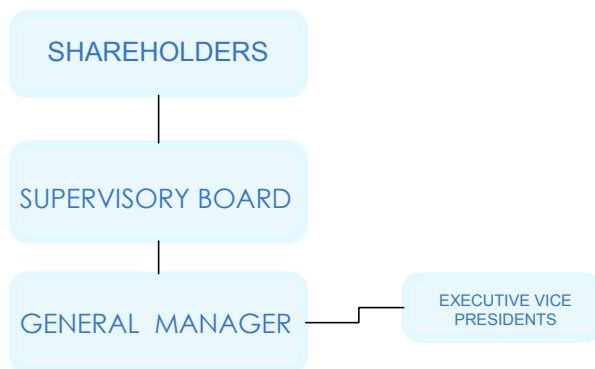 SHAREHOLDERS
SUPERVISORY BOARD
GENERAL MANAGER
EXECUTIVE VICE
PRESIDENTS